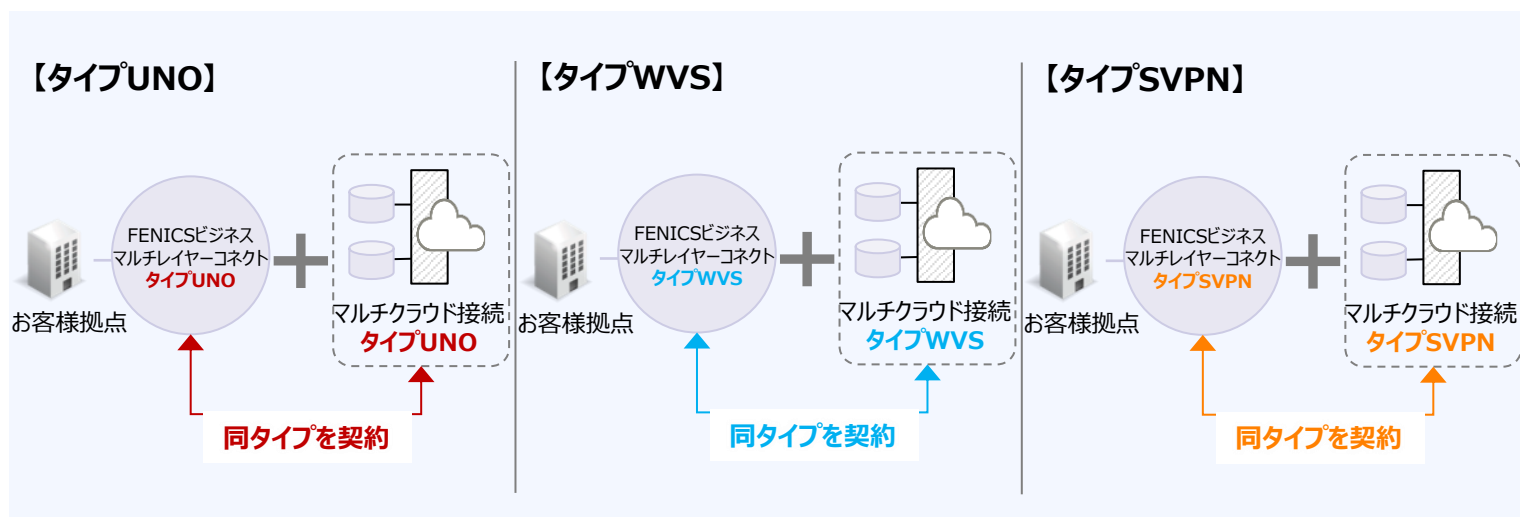 【タイプUNO】
FENICSビジネス
マルチレイヤーコネクト
タイプUNO
お客様拠点
マルチクラウド接続
タイプUNO
同タイプを契約
【タイプWVS】
FENICSビジネス
マルチレイヤーコネクト
タイプWVS
お客様拠点
マルチクラウド接続
タイプWVS
同タイプを契約
【タイプSVPN】
FENICSビジネス
マルチレイヤーコネクト
タイプSVPN
お客様拠点
マルチクラウド接続
タイプSVPN
同タイプを契約